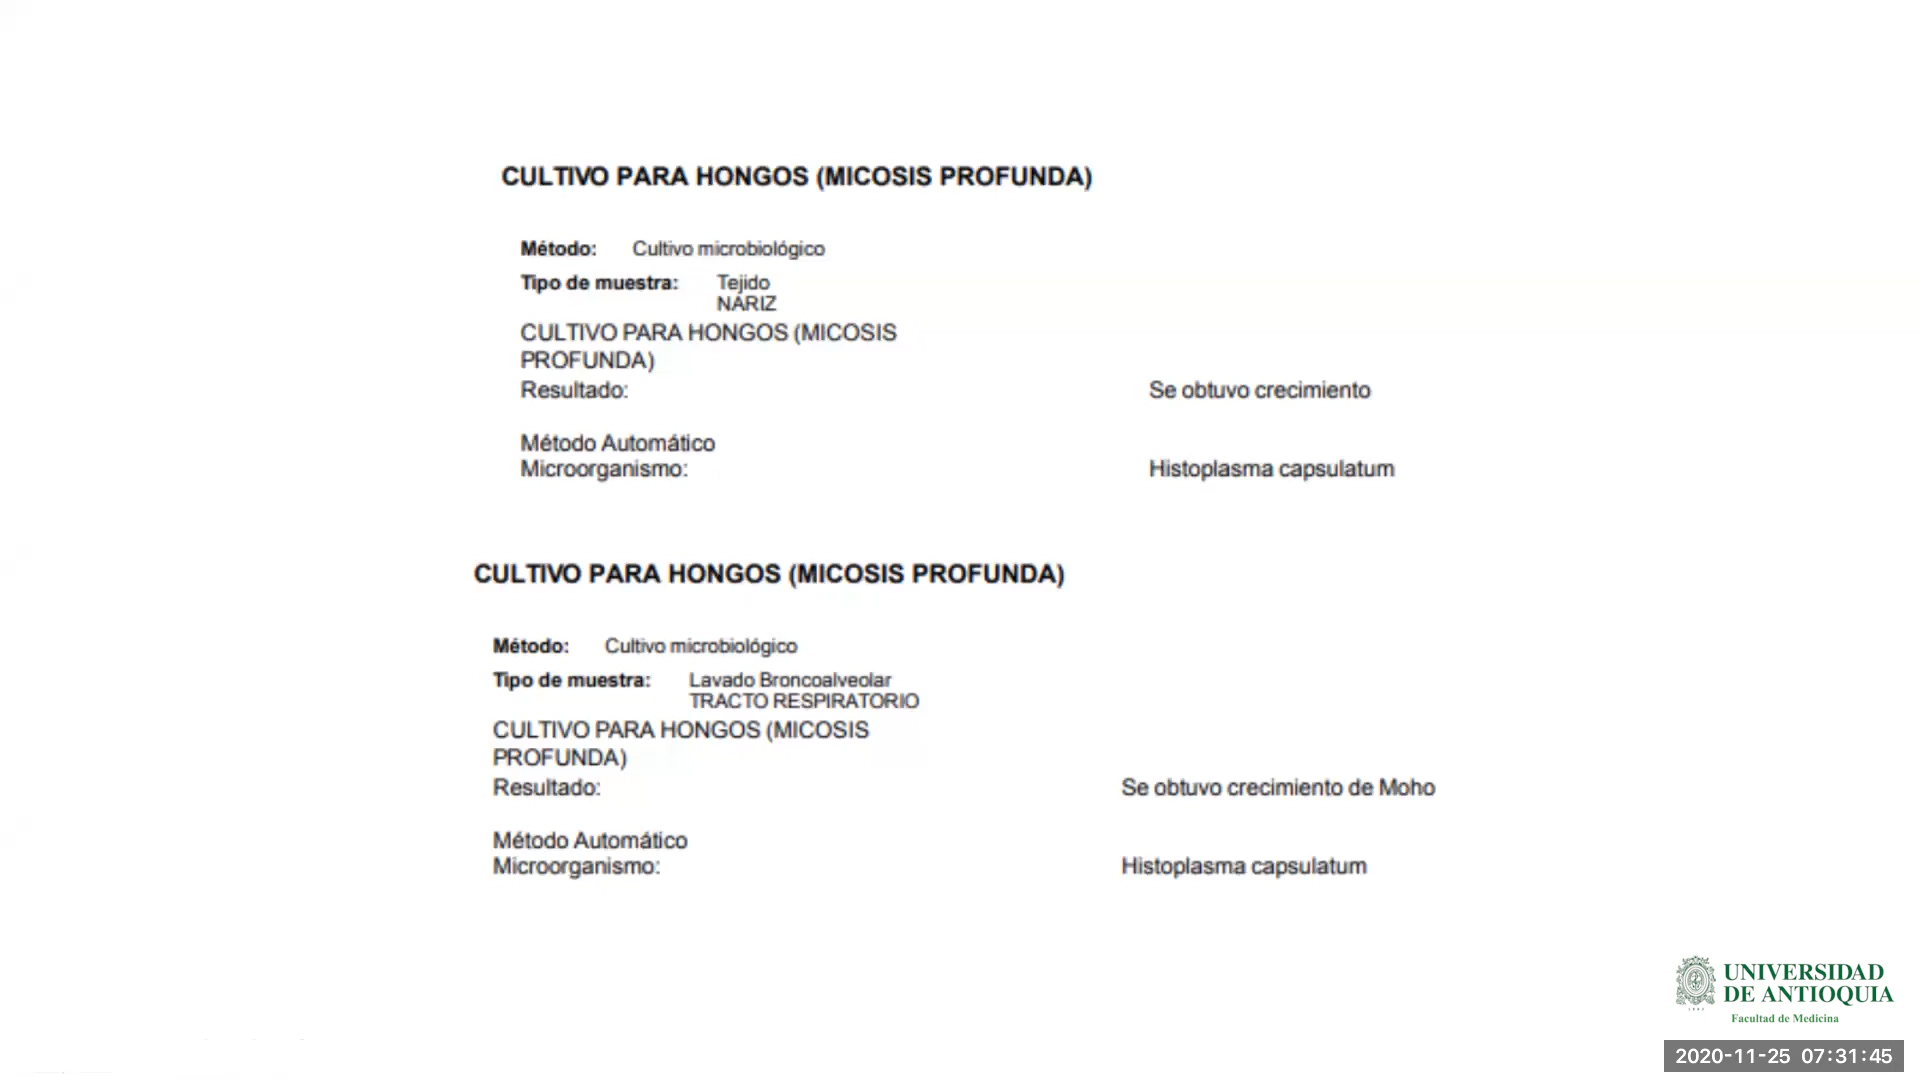 CULTIVO PARA HONGOS (MICOSIS PROFUNDA)
Método: Cultivo microbiológico
Tipo de muestra: Tejido
NARIZ
CULTIVO PARA HONGOS (MICOSIS
PROFUNDA)
Resultado: Se obtuvo crecimiento
Método Automático
Microorganismo: Histoplasma capsulatum
CULTIVO PARA HONGOS (MICOSIS PROFUNDA)
Método: Cultivo microbiológico
Tipo de muestra: Lavado Broncoalveolar
TRACTO RESPIRATORIO
CULTIVO PARA HONGOS (MICOSIS
PROFUNDA)
Resultado: Se obtuvo crecimiento de Moho
Método Automático
Microorganismo: Histoplasma capsulatum
UNIVERSIDAD
DE ANTIOQUIA
Facultad de Medicina
2020-11-25 07:31:45